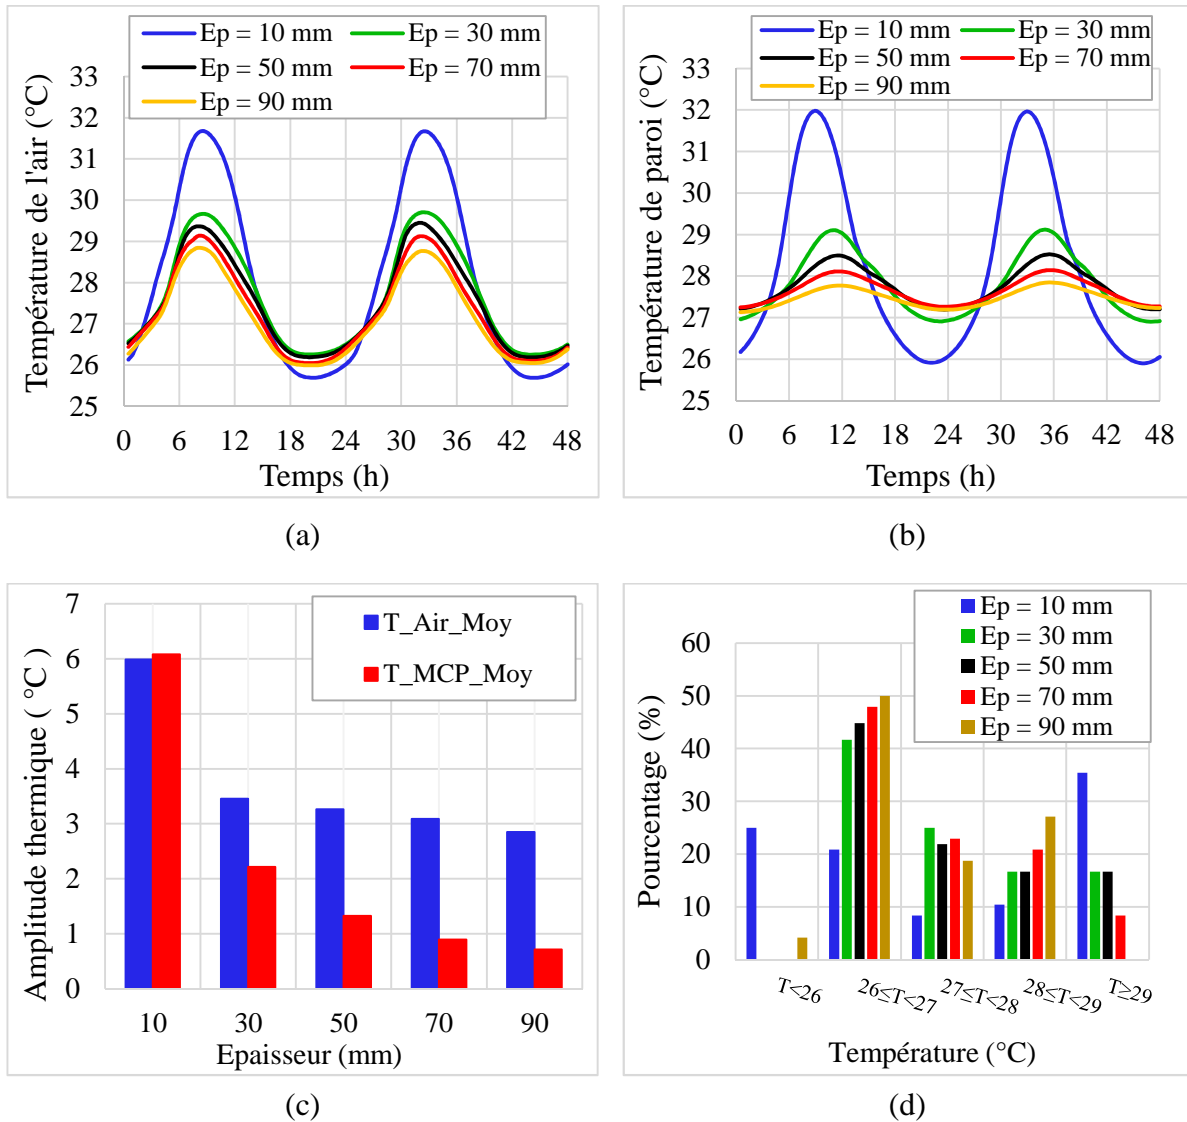 Ep = 10 mm
Ep = 30 mm
Ep = 50 mm
Ep = 70 mm
Ep = 90 mm
Température de l'air (°C)
33
32
31
30
29
28
27
26
25
0 6 12 18 24 30 36 42 48
Temps (h)
(a)
Ep = 10 mm
Ep = 30 mm
Ep = 50 mm
Ep = 70 mm
Ep = 90 mm
Température de paroi (°C)
33
32
31
30
29
28
27
26
25
0 6 12 18 24 30 36 42 48
Temps (h)
(b)
T_Air_Moy
T_MCP_Moy
Amplitude thermique ( °C)
7
6
5
4
3
2
1
0
10 30 50 70 90
Epaisseur (mm)
(c)
Ep = 10 mm
Ep = 30 mm
Ep = 50 mm
Ep = 70 mm
Ep = 90 mm
Pourcentage (%)
60
50
40
30
20
10
0
T<26 26≤T<27 27≤T<28 28≤T<29 T≥29
Température (°C)
(d)